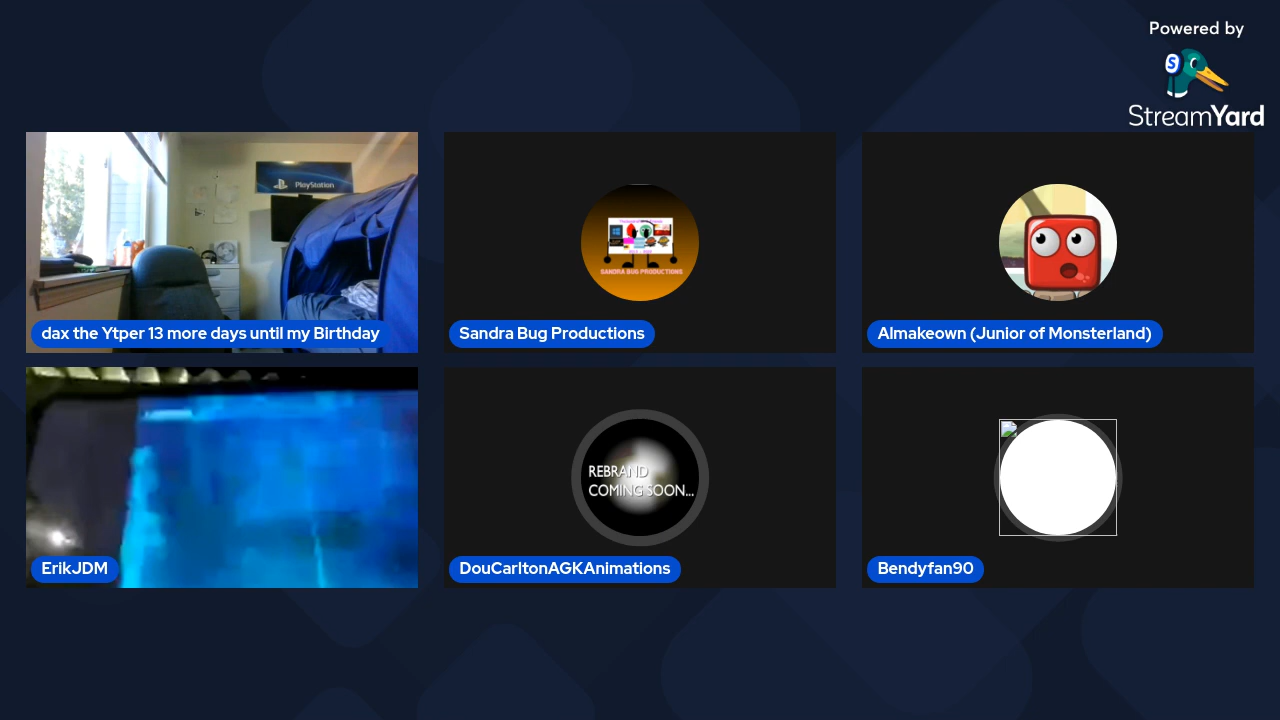 Powered by
S
StreamYard
PlayStation
dax the Ytper 13 more days until my Birthday
SANDRA BUG PRODUCTIONS
Sandra Bug Productions
Almakeown (Junior of Monsterland)
ErikJDM
REBRAND
COMING SOON...
DouCarltonAGKAnimations
Bendyfan90